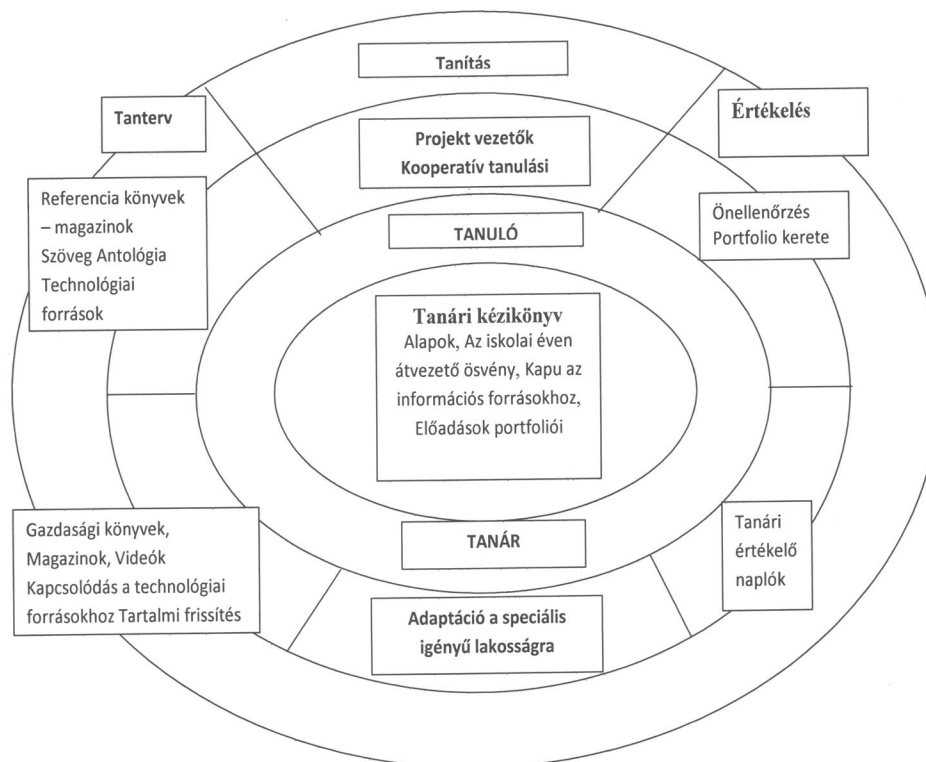 Tanítás
Tanterv
Értékelés
Projekt vezetők
Kooperatív tanulási
Referencia könyvek
– magazinok
Szöveg Antológia
Technológiai
források
Önellenőrzés
Portfolio kerete
TANULÓ
Tanári kézikönyv
Alapok, Az iskolai éven
átvezető ösvény, Kapu az
információs forrásokhoz,
Előadások portfoliói
TANÁR
Gazdasági könyvek,
Magazinok, Videók
Kapcsolódás a technológiai
forrásokhoz Tartalmi frissítés
Tanári
értékelő
naplók
Adaptáció a speciális
igényű lakosságra